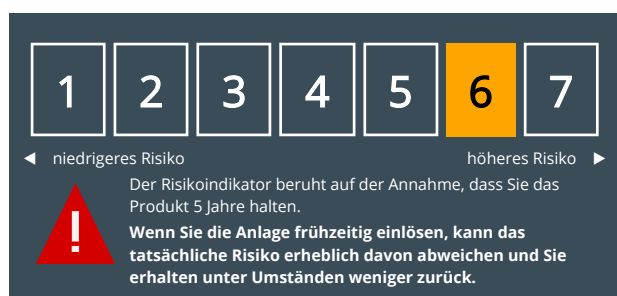 1 2 3 4 5 6 7
◄ niedrigeres Risiko höheres Risiko ►
Der Risikoindikator beruht auf der Annahme, dass Sie das
Produkt 5 Jahre halten.
!
Wenn Sie die Anlage frühzeitig einlösen, kann das
tatsächliche Risiko erheblich davon abweichen und Sie
erhalten unter Umständen weniger zurück.